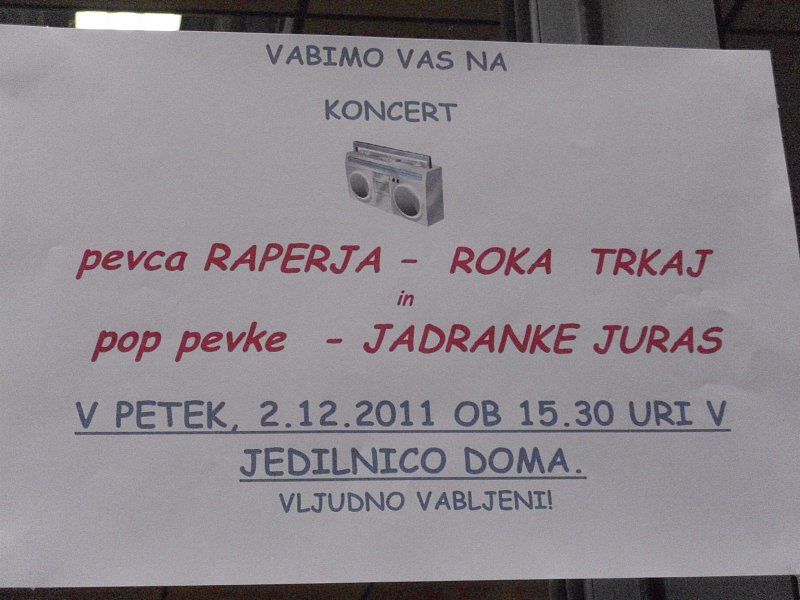 VABIMO VAS NA
KONCERT
pevca RAPERJA - ROKA TRKAJ
in
pop pevke - JADRANKE JURAS
V PETEK, 2.12.2011 OB 15.30 URI V
JEDILNICO DOMA.
VLJUDNO VABLJENI!